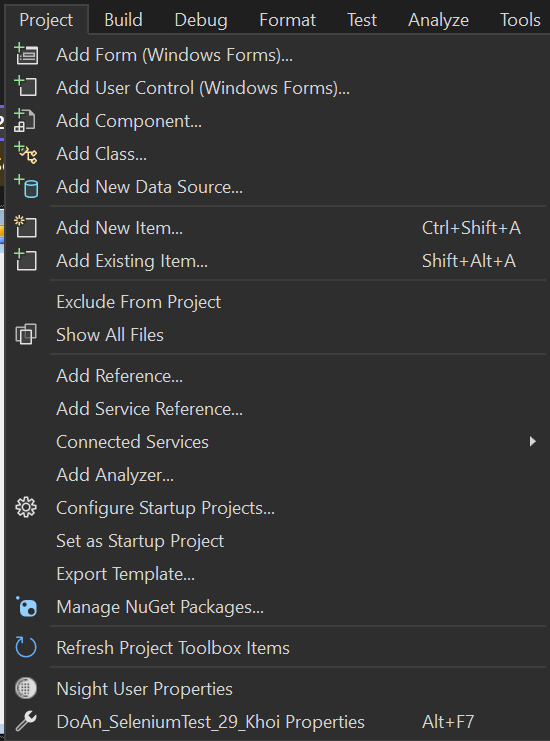 Project Build Debug Format Test Analyze Tools
Add Form (Windows Forms)...
Add User Control (Windows Forms)...
Add Component...
Add Class...
Add New Data Source...
Add New Item... Ctrl+Shift+A
Add Existing Item... Shift+Alt+A
Exclude From Project
Show All Files
Add Reference...
Add Service Reference...
Connected Services
Add Analyzer...
Configure Startup Projects...
Set as Startup Project
Export Template...
Manage NuGet Packages...
Refresh Project Toolbox Items
Nsight User Properties
DoAn_SeleniumTest_29_Khoi Properties Alt+F7